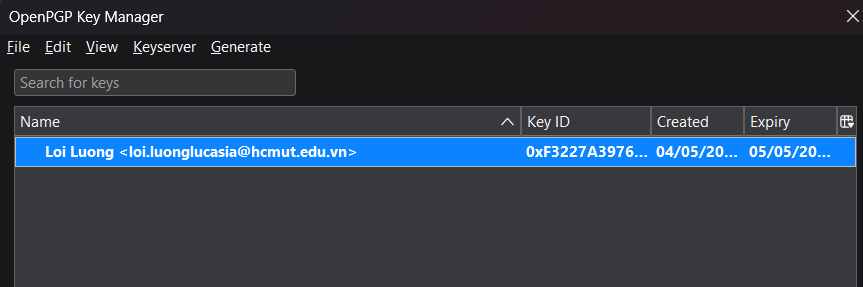 OpenPGP Key Manager
File Edit View Keyserver Generate
Search for keys
Name Key ID Created Expiry
Loi Luong <loi.luonglucasia@hcmut.edu.vn> 0xF3227A3976... 04/05/20... 05/05/20...